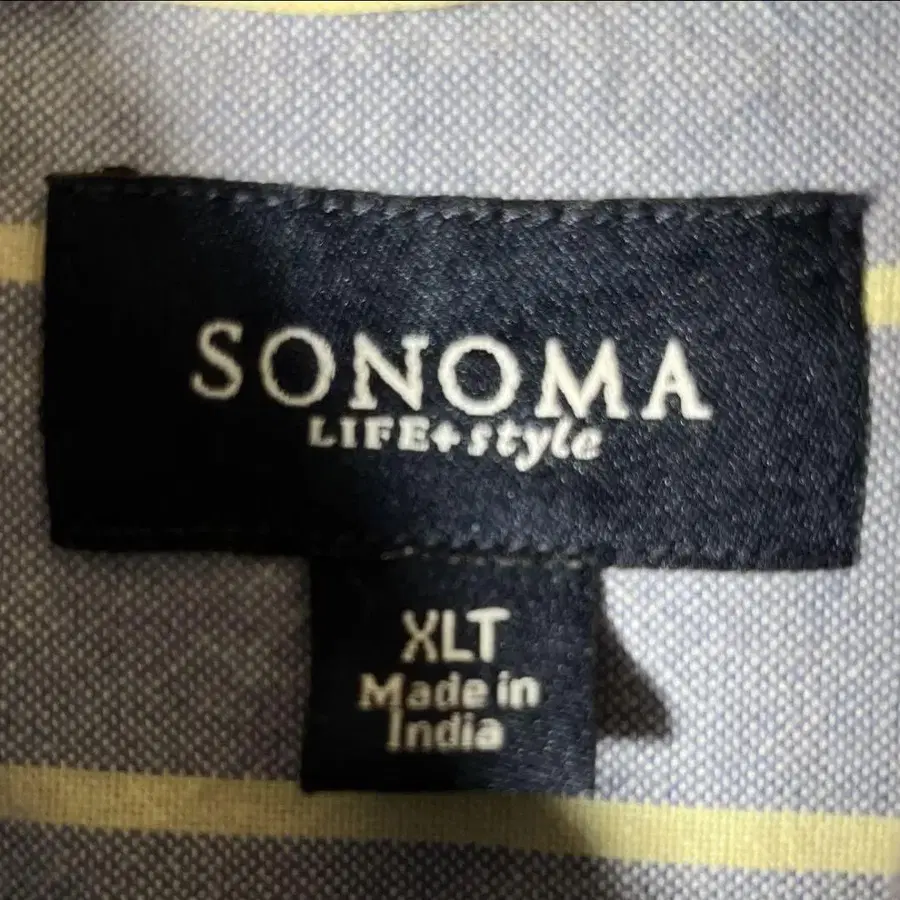 SONOMA
LIFE+style
XLT
Made in
India